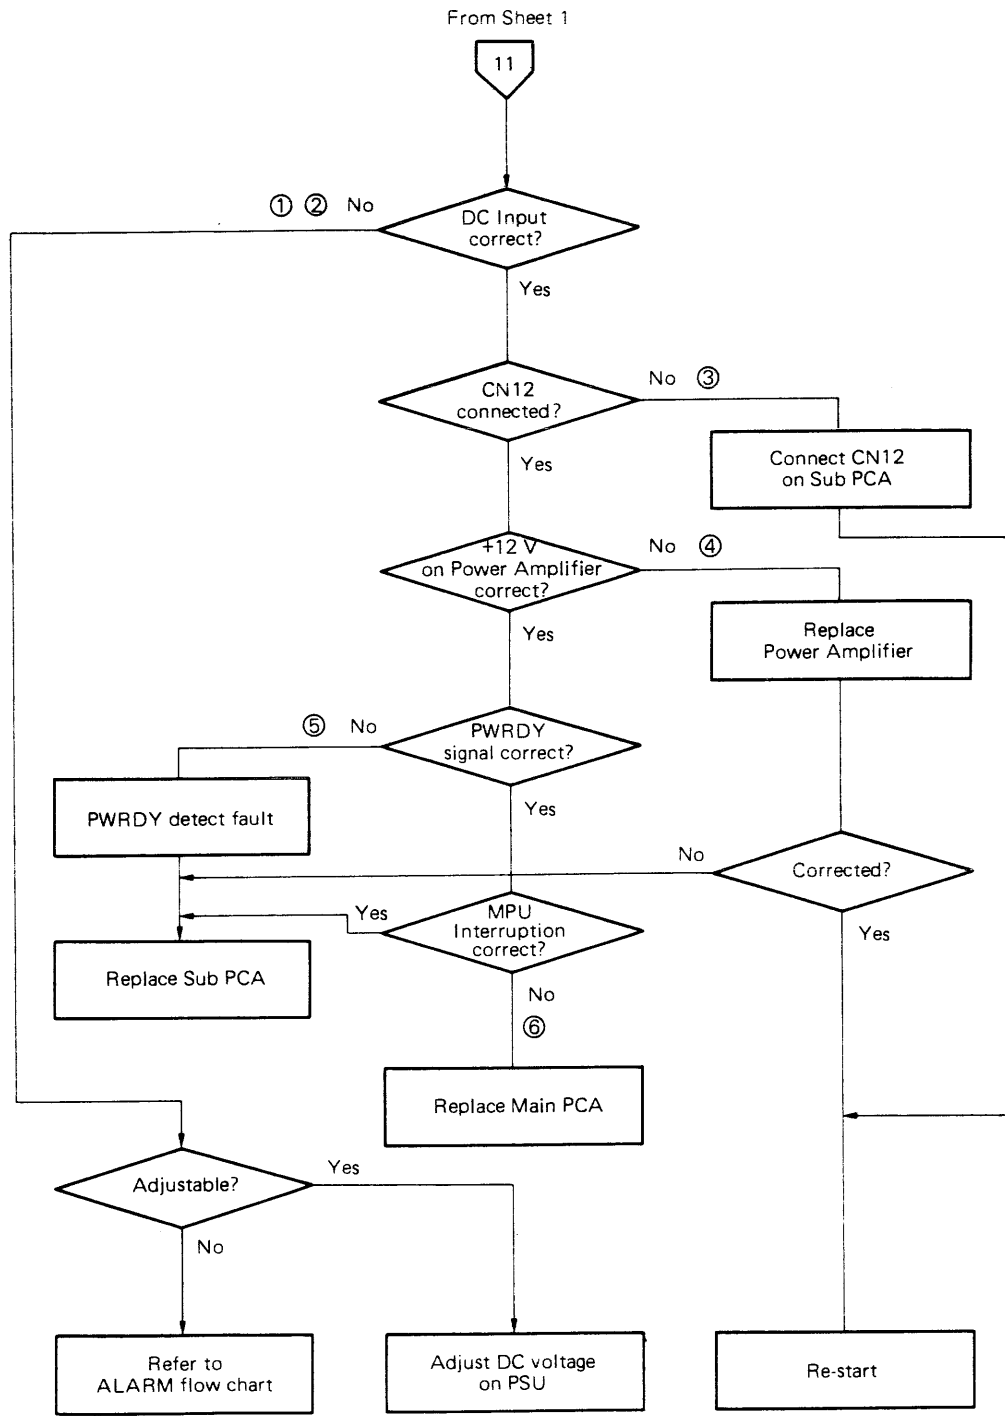 From Sheet 1
11
① ② No
DC Input
correct?
Yes
No ③
CN12
connected?
Yes
Connect CN12
on Sub PCA
No ④
+12 V
on Power Amplifier
correct?
Yes
Replace
Power Amplifier
⑤ No
PWRDY
signal correct?
Yes
PWRDY detect fault
No
Corrected?
Yes
Yes
MPU
Interruption
correct?
No
⑥
Replace Sub PCA
Replace Main PCA
Adjustable?
Yes
No
Refer to
ALARM flow chart
Adjust DC voltage
on PSU
Re-start